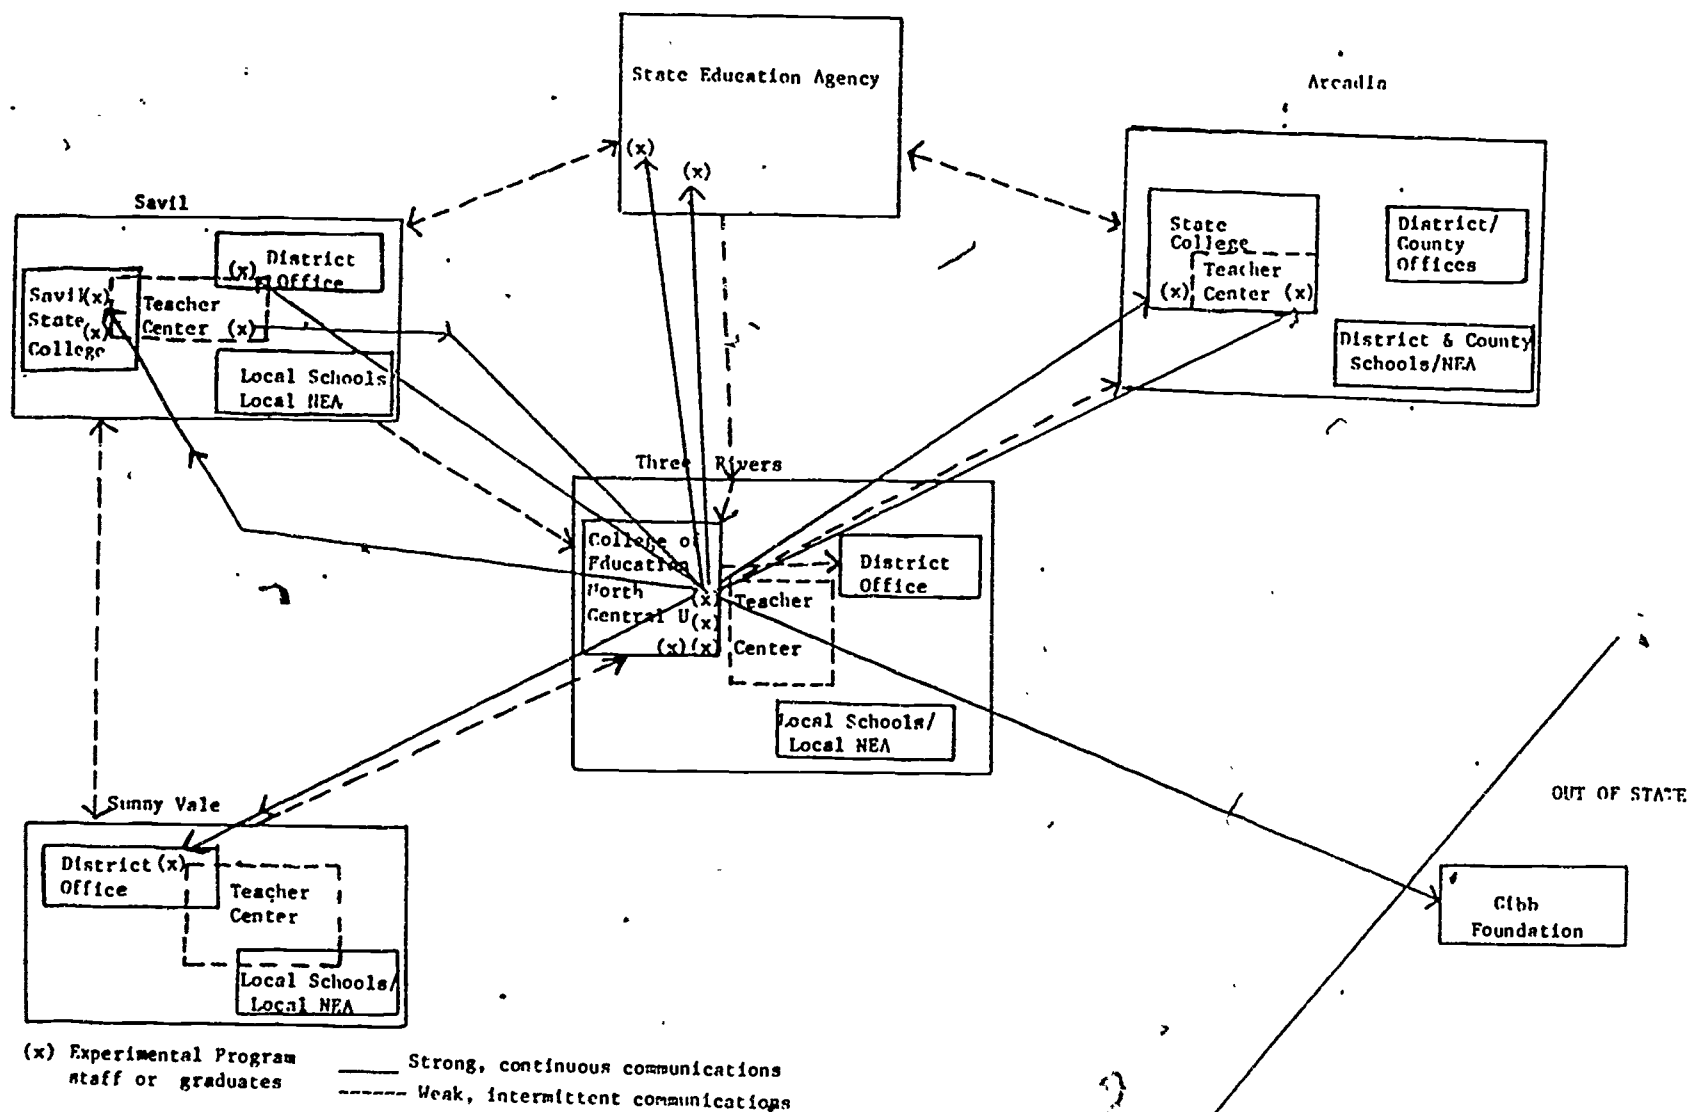 State Education Agency
(x)
(x)
Arcadia
State
College
Teacher
Center (x)
(x)
District/
County
Offices
District & County
Schools/NEA
Savil
District
Office
(x)
Savil (x)
State
(x)
College
Teacher
Center (x)
Local Schools/
Local NEA
Three Rivers
College of
Education
North
Central U
(x)
(x)
(x)(x)
Teacher
Center
District
Office
Local Schools/
Local NEA
Sunny Vale
District (x)
Office
Teacher
Center
Local Schools/
Local NEA
OUT OF STATE
Gibb
Foundation
(x) Experimental Program
staff or graduates
Strong, continuous communications
Weak, intermittent communications